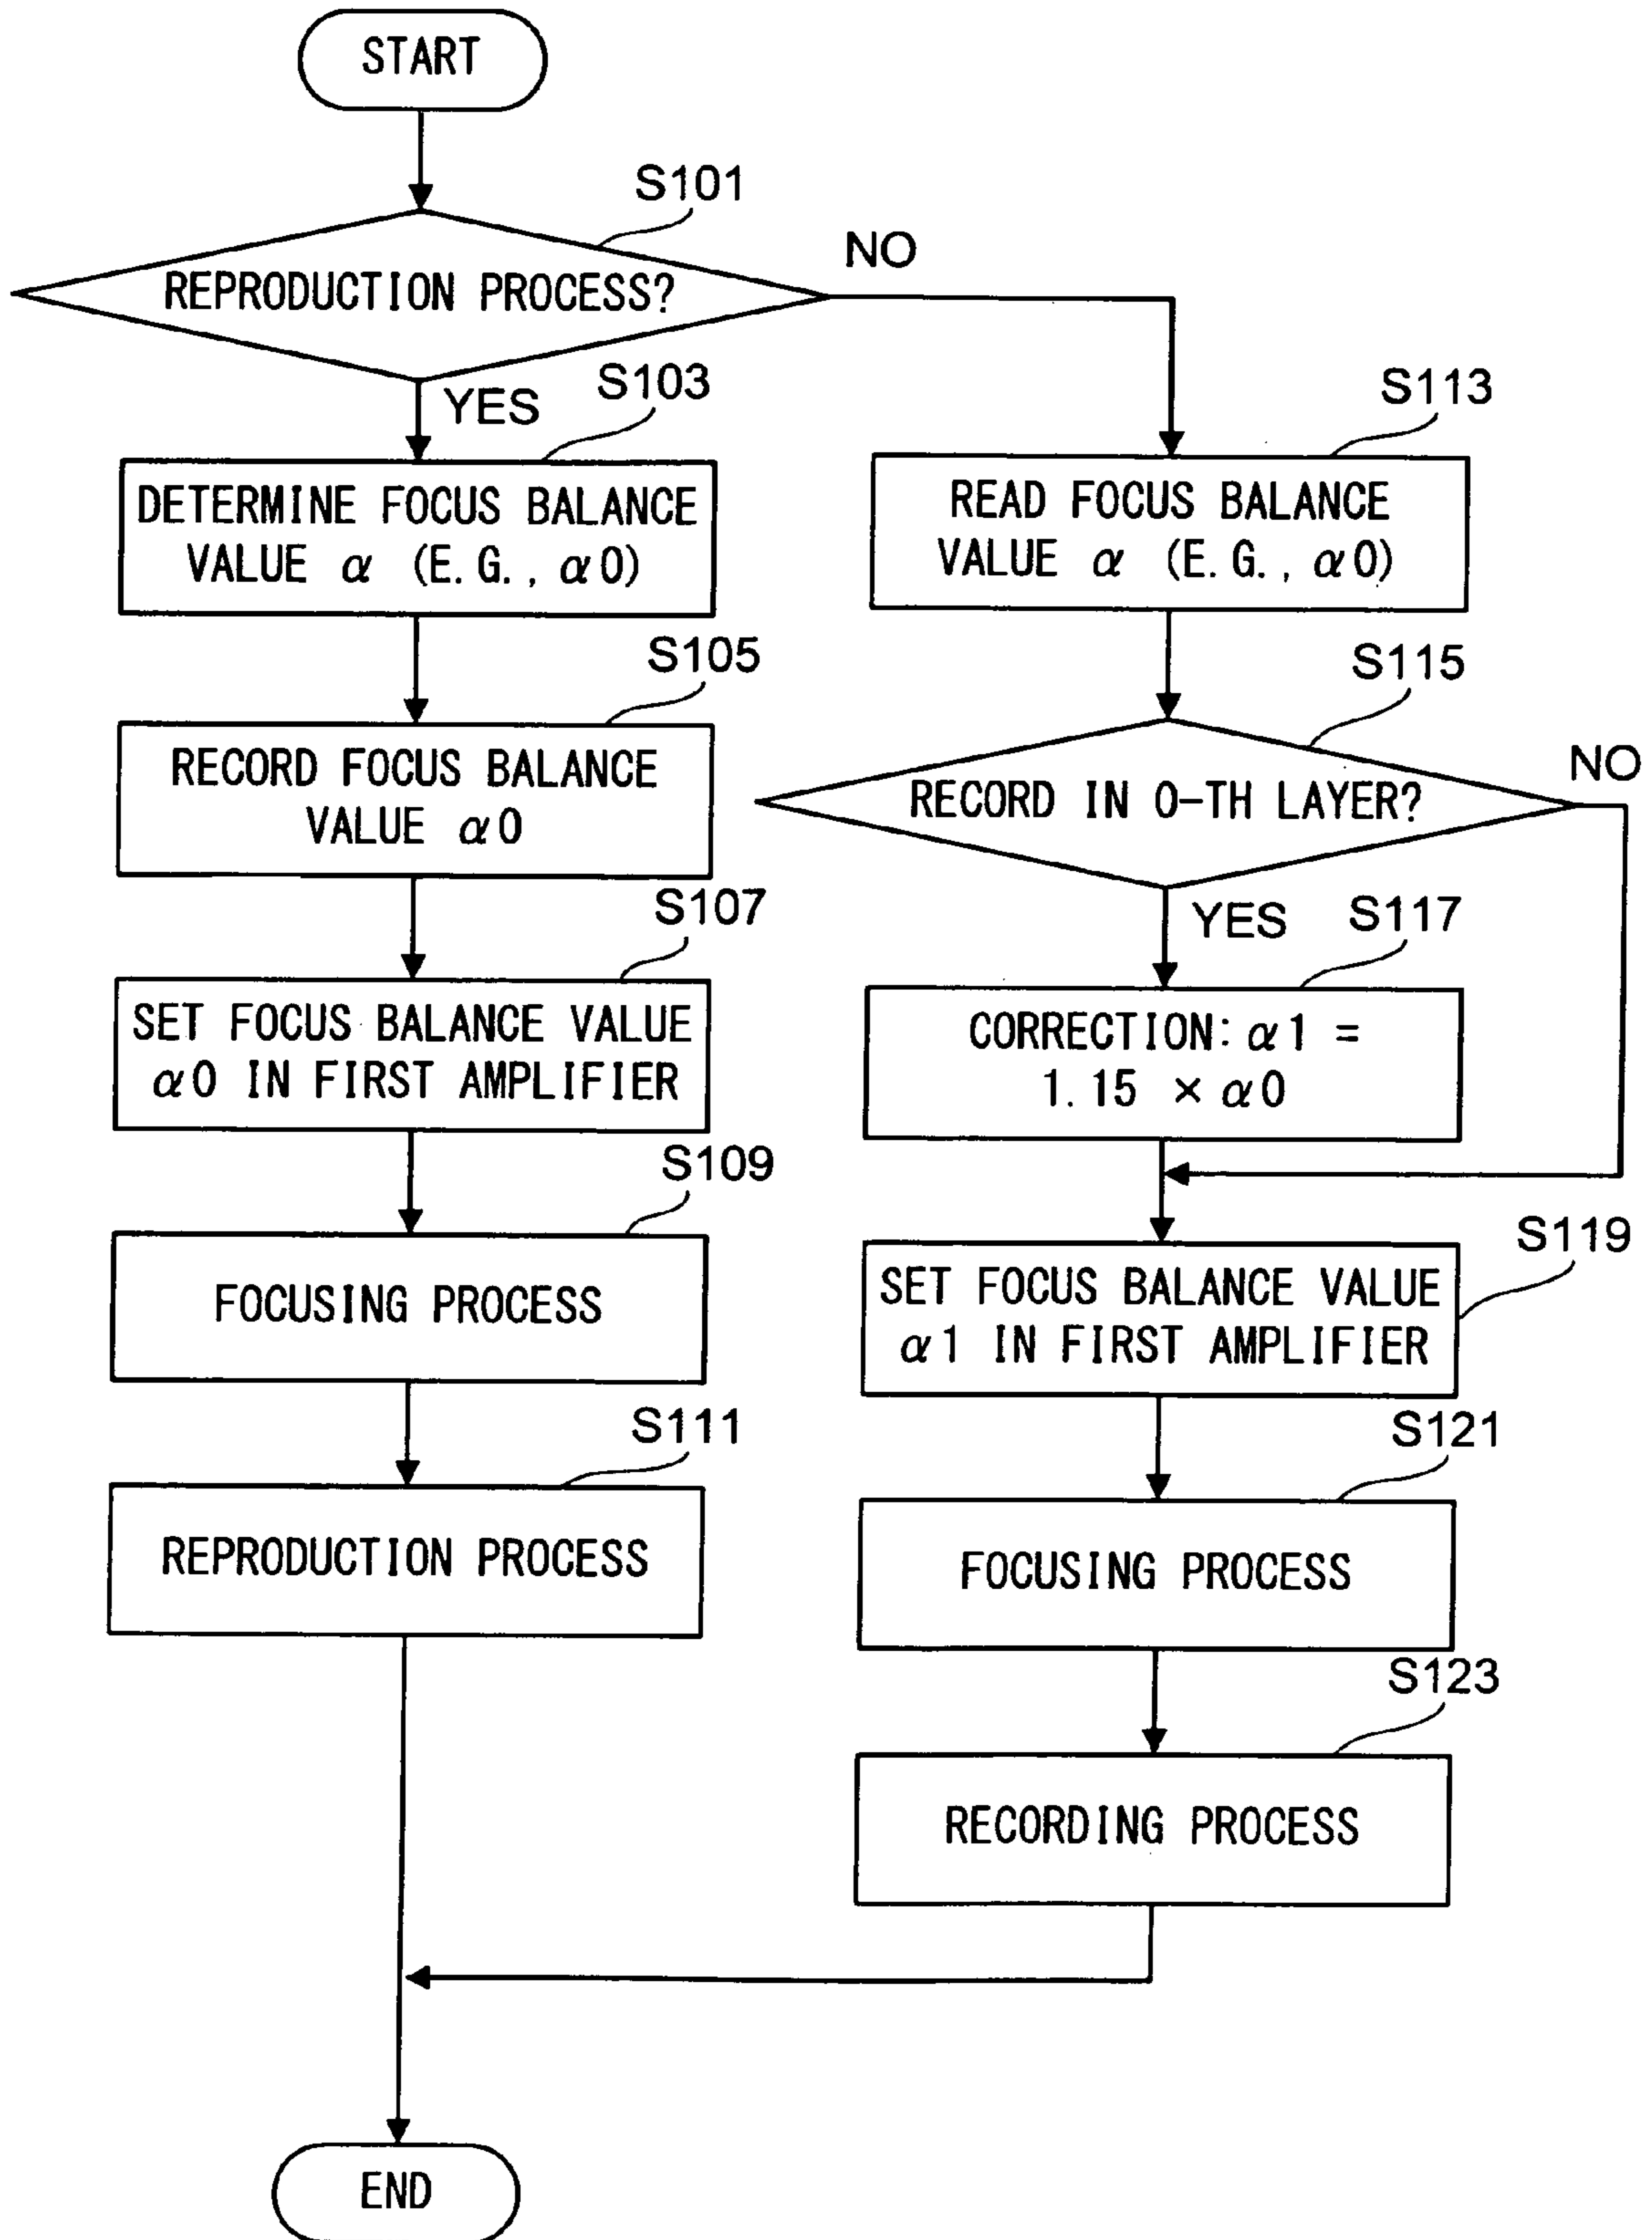 START
S101
REPRODUCTION PROCESS?
NO
YES
S103
DETERMINE FOCUS BALANCE
VALUE α (E.G., α0)
S105
RECORD FOCUS BALANCE
VALUE α0
S107
SET FOCUS BALANCE VALUE
α0 IN FIRST AMPLIFIER
S109
FOCUSING PROCESS
S111
REPRODUCTION PROCESS
S113
READ FOCUS BALANCE
VALUE α (E.G., α0)
S115
RECORD IN 0-TH LAYER?
NO
YES
S117
CORRECTION: α1 =
1.15 × α0
S119
SET FOCUS BALANCE VALUE
α1 IN FIRST AMPLIFIER
S121
FOCUSING PROCESS
S123
RECORDING PROCESS
END